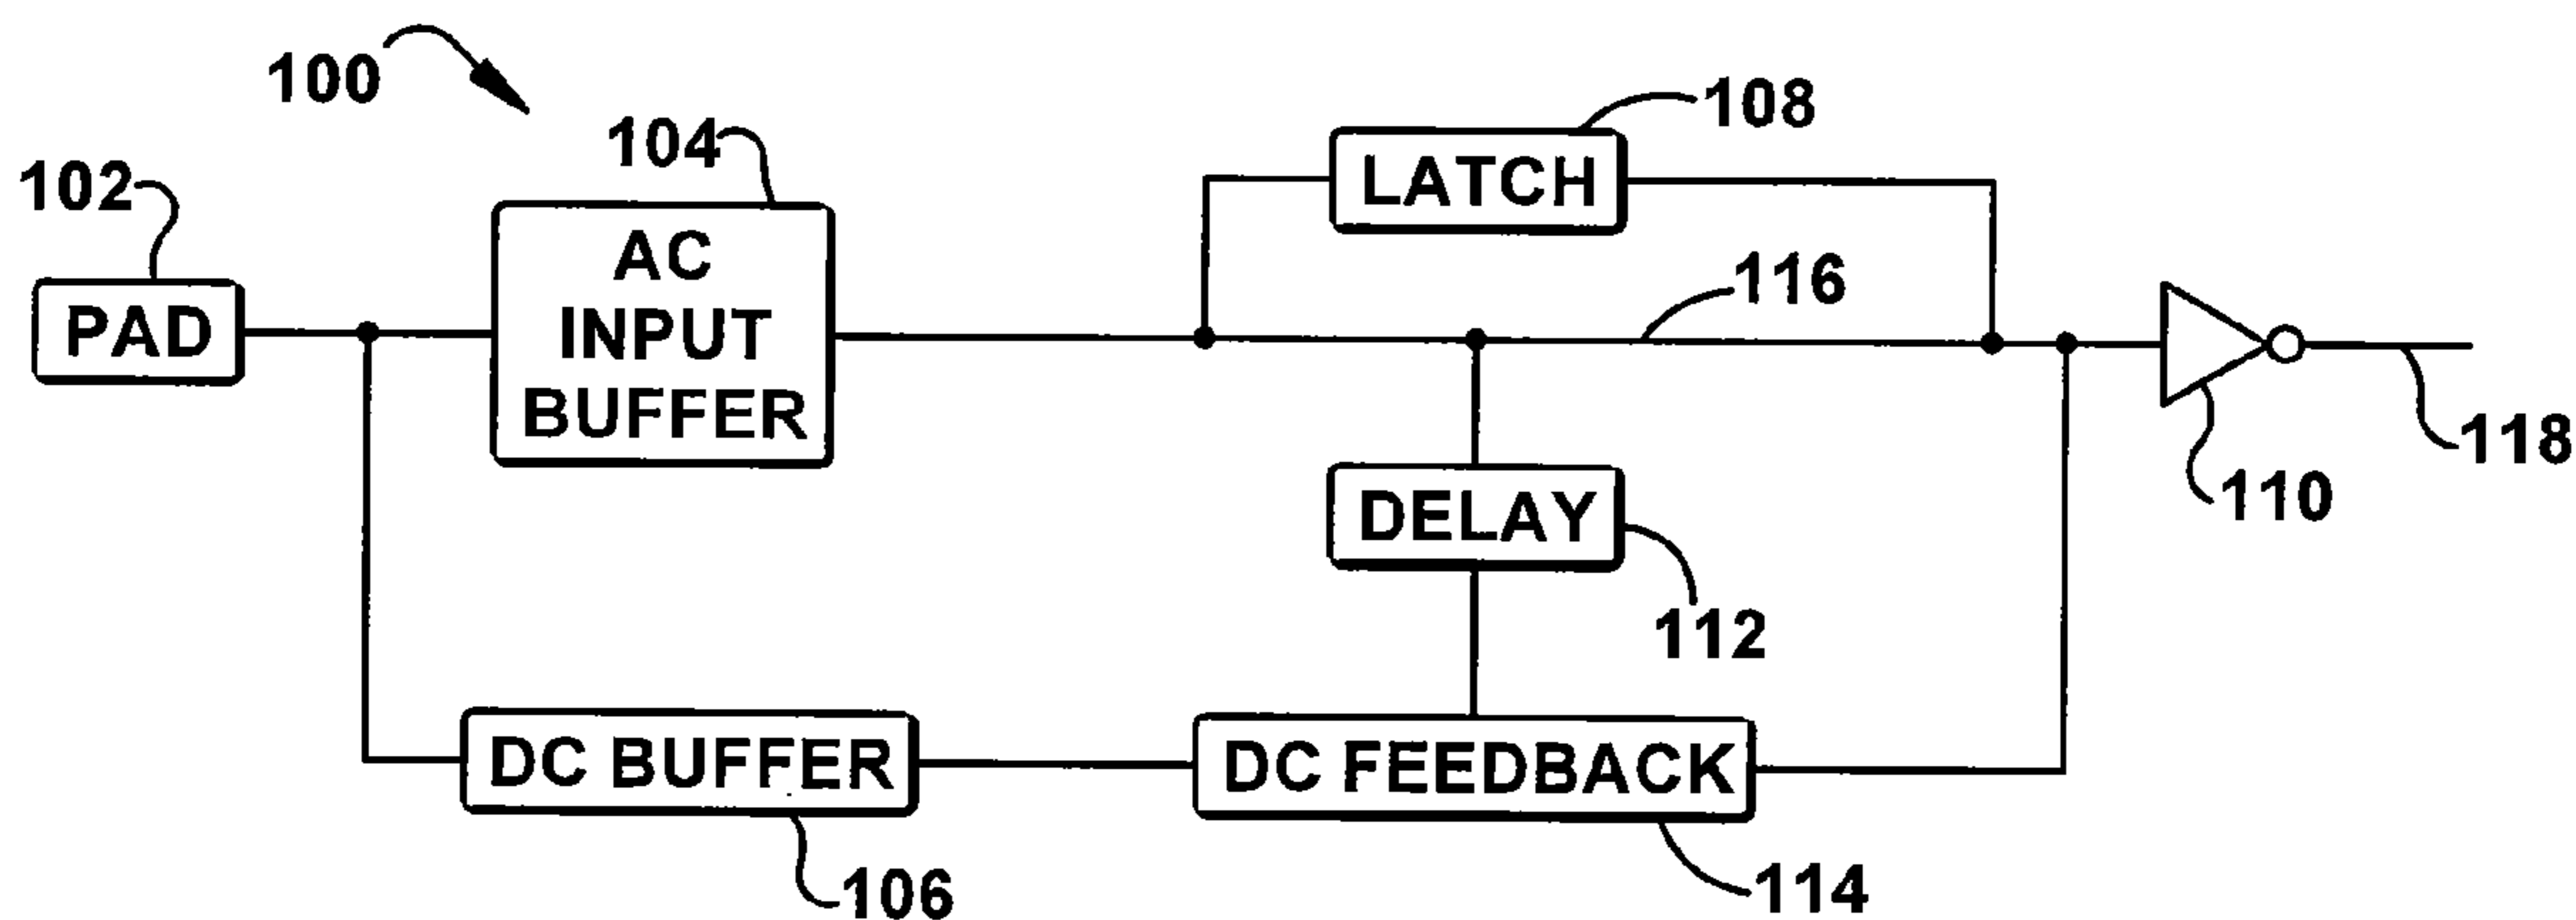 100
108
104
102
LATCH
AC
INPUT
BUFFER
116
PAD
118
110
DELAY
112
DC BUFFER
DC FEEDBACK
106
114